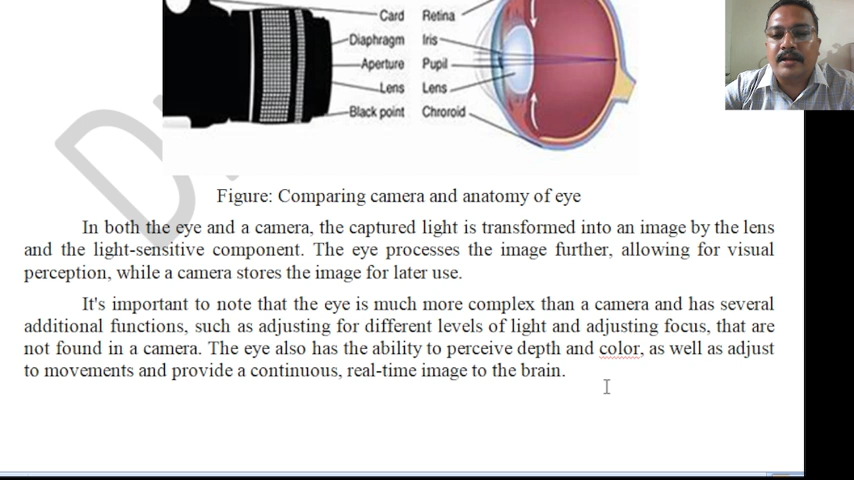 Card Retina
Diaphragm Iris
Aperture Pupil
Lens Lens
Black point Chroroid
Figure: Comparing camera and anatomy of eye
In both the eye and a camera, the captured light is transformed into an image by the lens
and the light-sensitive component. The eye processes the image further, allowing for visual
perception, while a camera stores the image for later use.
It's important to note that the eye is much more complex than a camera and has several
additional functions, such as adjusting for different levels of light and adjusting focus, that are
not found in a camera. The eye also has the ability to perceive depth and color, as well as adjust
to movements and provide a continuous, real-time image to the brain.